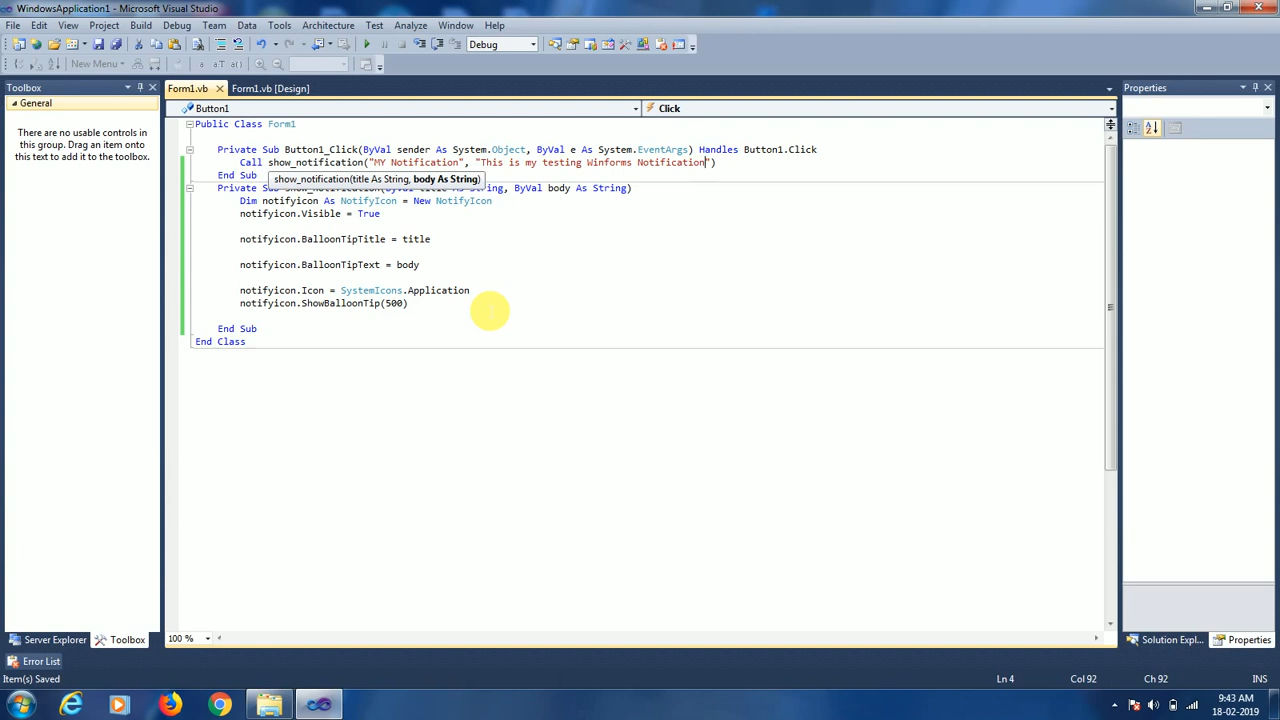 WindowsApplication1 - Microsoft Visual Studio
File Edit View Project Build Debug Team Data Tools Architecture Test Analyze Window Help
Debug
New Menu
Toolbox
Form1.vb
Form1.vb [Design]
Properties
General
Button1
Click
There are no usable controls in
this group. Drag an item onto
this text to add it to the toolbox.
Public Class Form1
Private Sub Button1_Click(ByVal sender As System.Object, ByVal e As System.EventArgs) Handles Button1.Click
Call show_notification("MY Notification", "This is my testing Winforms Notification")
End Sub
show_notification(title As String, body As String)
Private Sub show_notification(ByVal title As String, ByVal body As String)
Dim notifyicon As NotifyIcon = New NotifyIcon
notifyicon.Visible = True
notifyicon.BalloonTipTitle = title
notifyicon.BalloonTipText = body
notifyicon.Icon = SystemIcons.Application
notifyicon.ShowBalloonTip(500)
End Sub
End Class
100 %
Server Explorer
Toolbox
Solution Expl...
Properties
Error List
Item(s) Saved
Ln 4
Col 92
Ch 92
INS
9:43 AM
18-02-2019